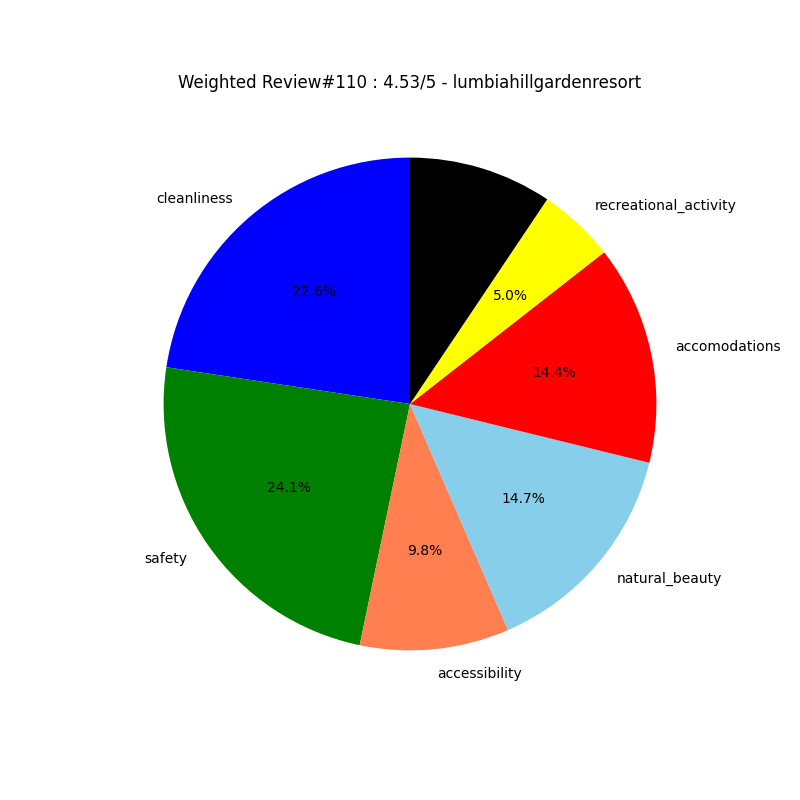 Weighted Review#110 : 4.53/5 - lumbiahillgardenresort
cleanliness
recreational_activity
22.6%
5.0%
accomodations
14.4%
24.1%
14.7%
9.8%
safety
natural_beauty
accessibility